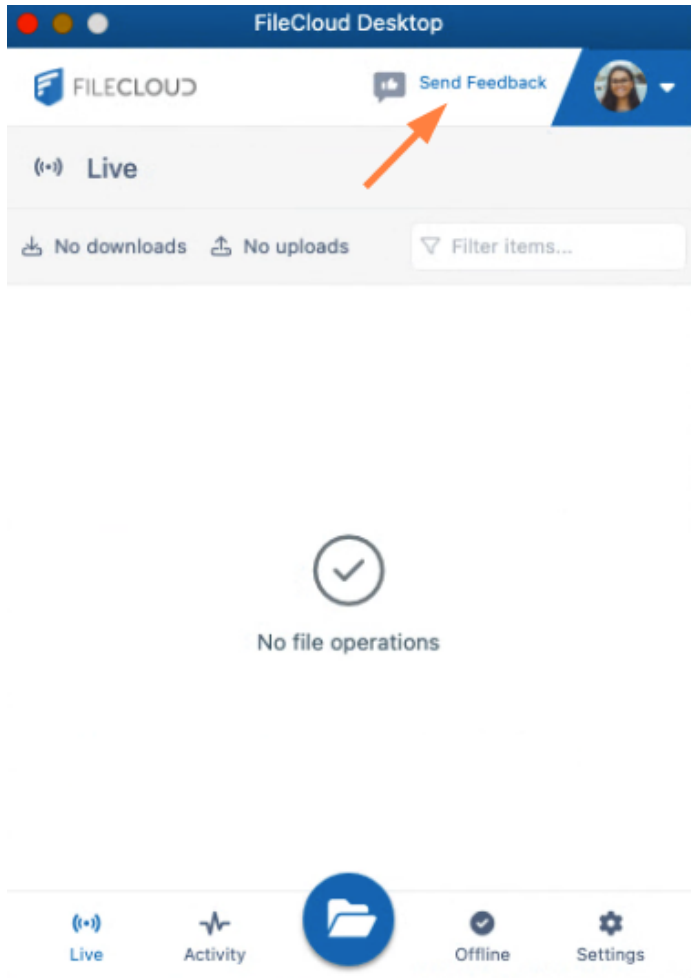 FileCloud Desktop
FILECLOUD
Send Feedback
Live
No downloads No uploads Filter items...
No file operations
Live Activity Offline Settings